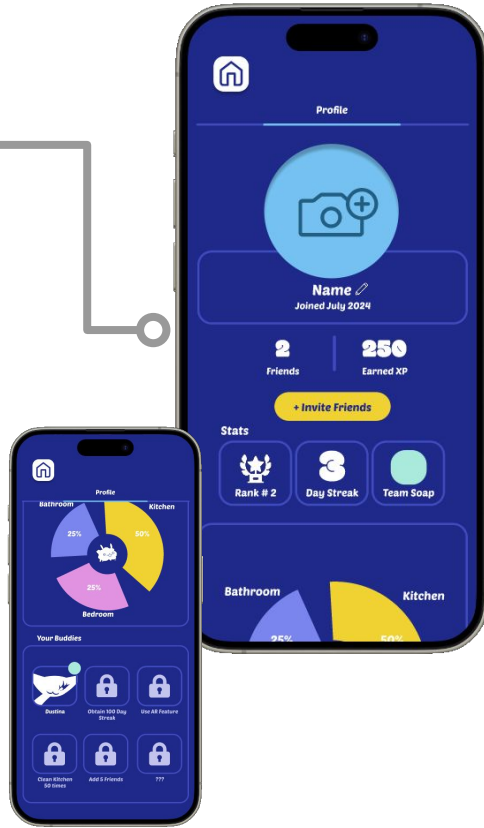 Profile
Name
Joined July 2024
2
Friends
250
Earned XP
+ Invite Friends
Stats
Rank # 2
3
Day Streak
Team Soap
Bathroom
Kitchen
25%
50%
Profile
Bathroom
Kitchen
25%
50%
25%
Bedroom
Your Buddies
Dustina
Obtain 100 Day
Streak
Use AR Feature
Clean Kitchen
50 times
Add 5 Friends
???